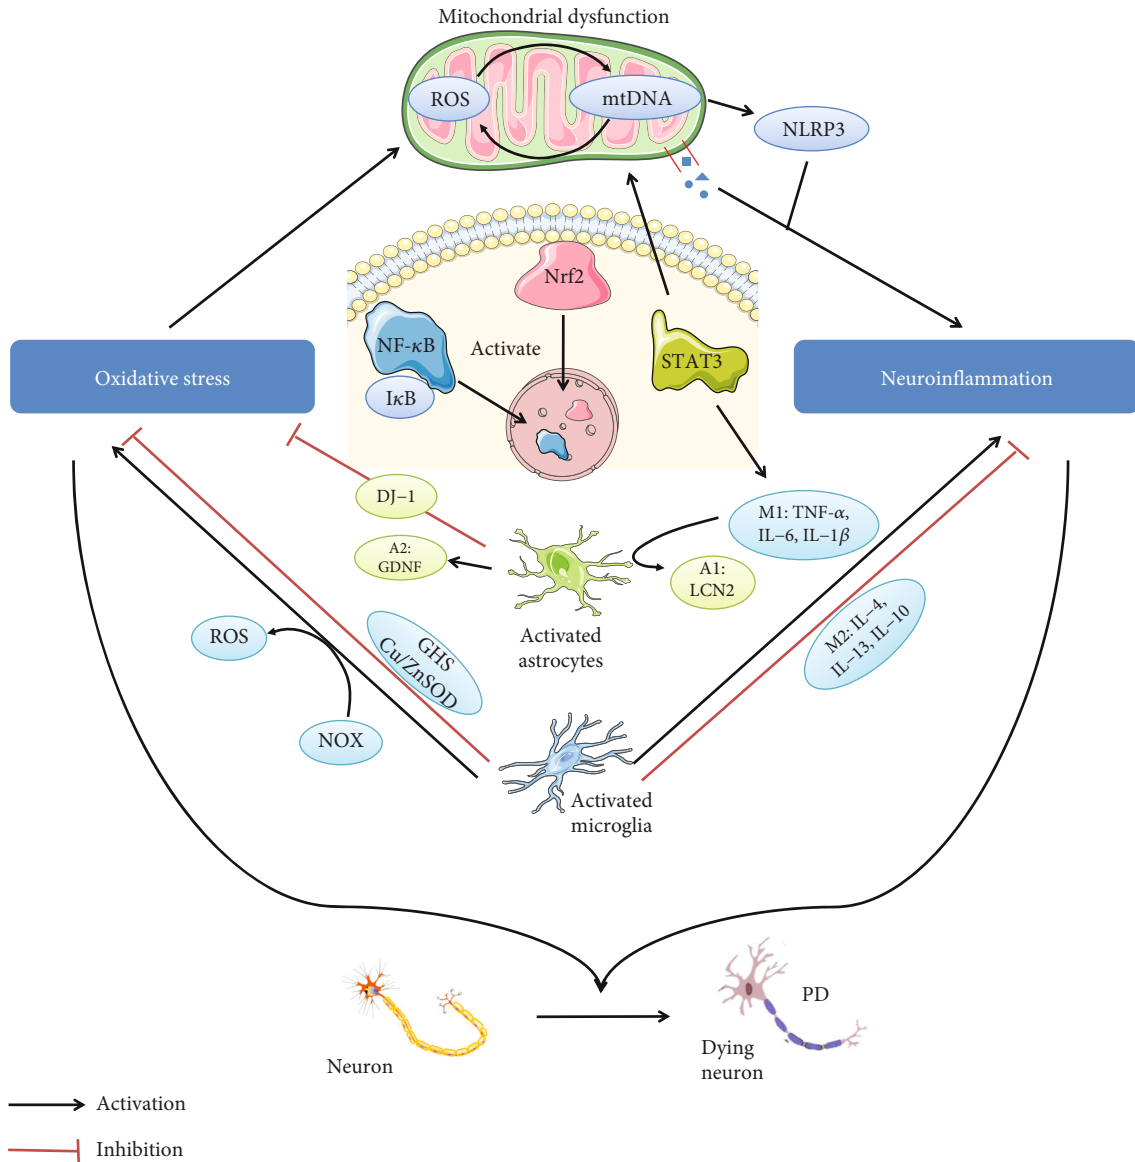 Mitochondrial dysfunction
ROS
mtDNA
NLRP3
Nrf2
NF-κB
Activate
STAT3
IκB
Oxidative stress
Neuroinflammation
DJ–1
M1: TNF-α,
IL–6, IL–1β
A2:
GDNF
A1:
LCN2
Activated
astrocytes
M2: IL–4,
IL–13, IL–10
ROS
GHS
Cu/ZnSOD
NOX
Activated
microglia
PD
Neuron
Dying
neuron
Activation
Inhibition